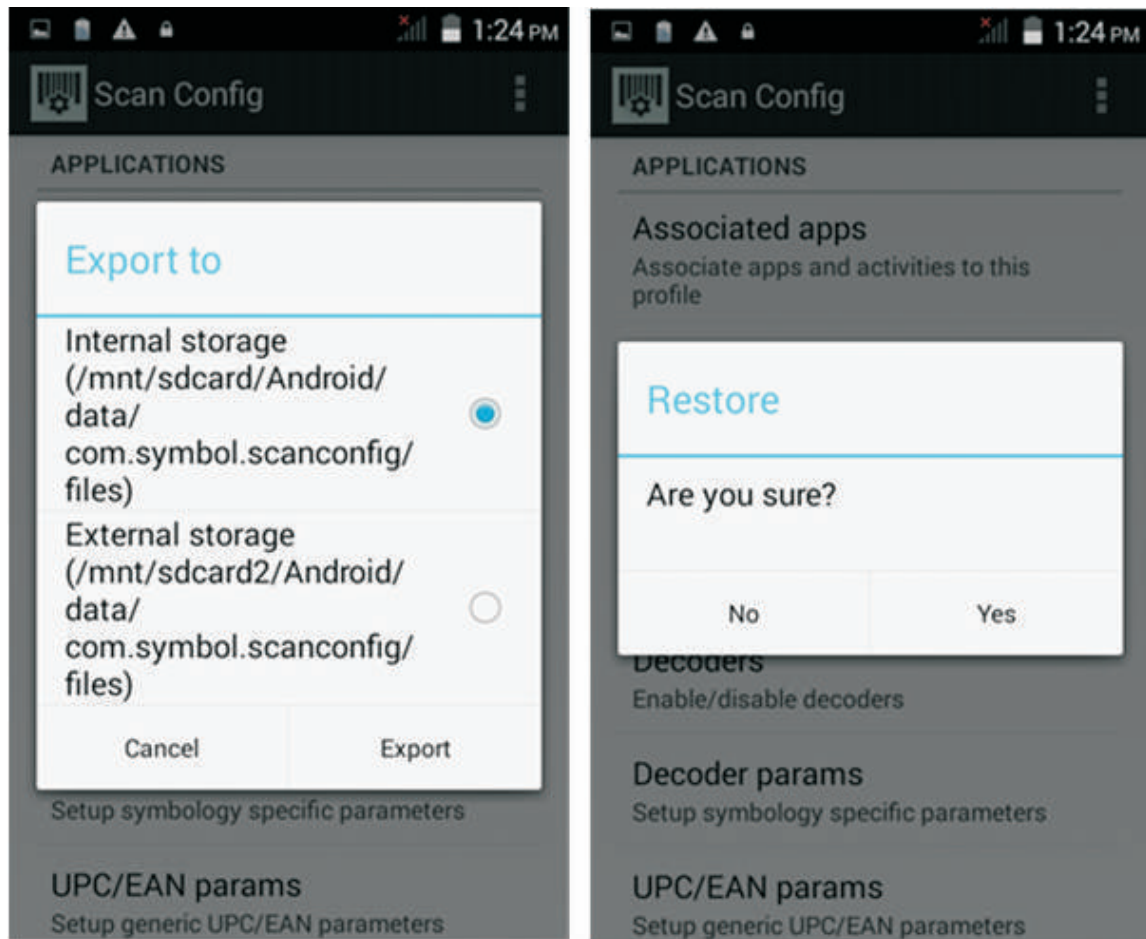 1:24 PM
Scan Config
APPLICATIONS
Export to
Internal storage
(/mnt/sdcard/Android/
data/
com.symbol.scanconfig/
files)
External storage
(/mnt/sdcard2/Android/
data/
com.symbol.scanconfig/
files)
Cancel
Export
Setup symbology specific parameters
UPC/EAN params
Setup generic UPC/EAN parameters
1:24 PM
Scan Config
APPLICATIONS
Associated apps
Associate apps and activities to this
profile
Restore
Are you sure?
No
Yes
Decoders
Enable/disable decoders
Decoder params
Setup symbology specific parameters
UPC/EAN params
Setup generic UPC/EAN parameters